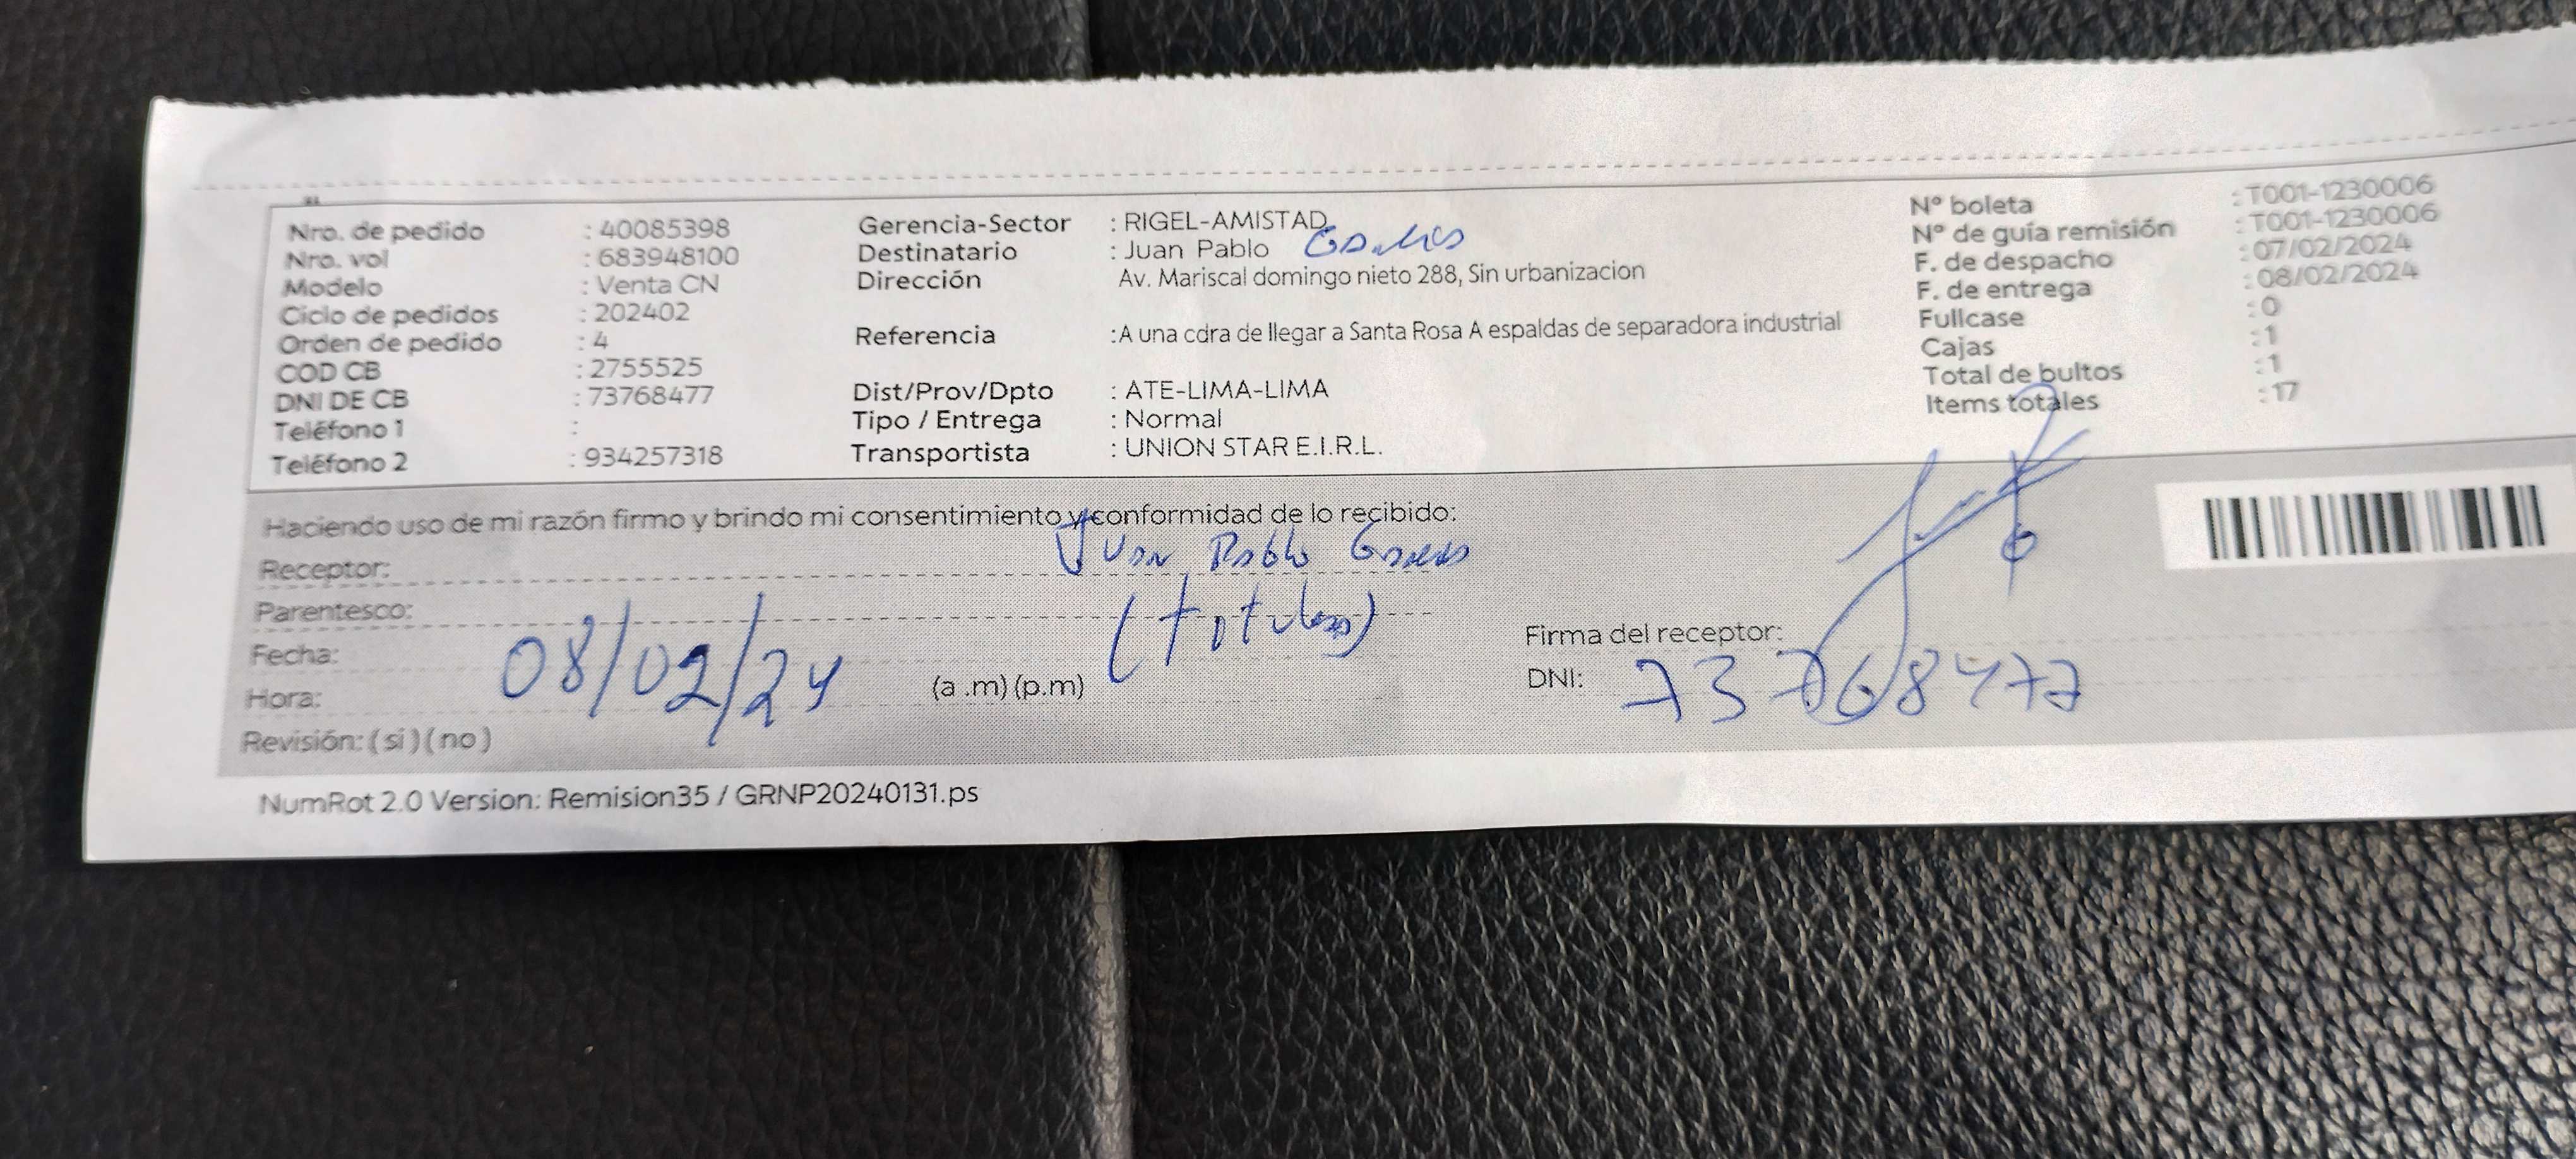 Nro. de pedido : 40085398
Nro. vol : 683948100
Modelo : Venta CN
Ciclo de pedidos : 202402
Orden de pedido : 4
COD CB : 2755525
DNI DE CB : 73768477
Teléfono 1 :
Teléfono 2 : 934257318
Gerencia-Sector : RIGEL-AMISTAD
Destinatario : Juan Pablo
Dirección Av. Mariscal domingo nieto 288, Sin urbanizacion
Referencia :A una cdra de llegar a Santa Rosa A espaldas de separadora industrial
Dist/Prov/Dpto : ATE-LIMA-LIMA
Tipo / Entrega : Normal
Transportista : UNION STAR E.I.R.L.
N° boleta : T001-1230006
N° de guía remisión : T001-1230006
F. de despacho : 07/02/2024
F. de entrega : 08/02/2024
Fullcase : 0
Cajas : 1
Total de bultos : 1
Items totales : 17
Haciendo uso de mi razón firmo y brindo mi consentimiento y conformidad de lo recibido:
Receptor: Juan Pablo
Parentesco:
Fecha: 08/02/24
Hora: (a .m) (p.m)
Revisión: ( si ) ( no )
Firma del receptor:
DNI: 73768477
NumRot 2.0 Version: Remision35 / GRNP20240131.ps